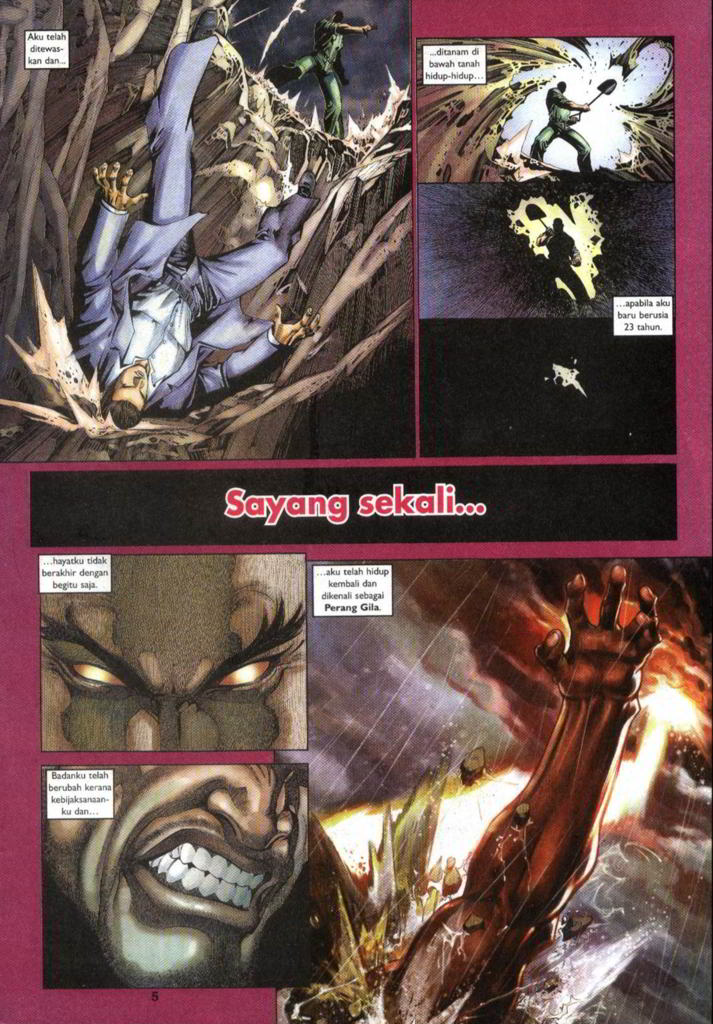 Aku telah
ditewas-
kan dan...
...ditanam di
bawah tanah
hidup-hidup...
...apabila aku
baru berusia
23 tahun.
Sayang sekali...
...hayatku tidak
berakhir dengan
begitu saja.
...aku telah hidup
kembali dan
dikenali sebagai
Perang Gila.
Badanku telah
berubah kerana
kebijaksanaan-
ku dan...
5